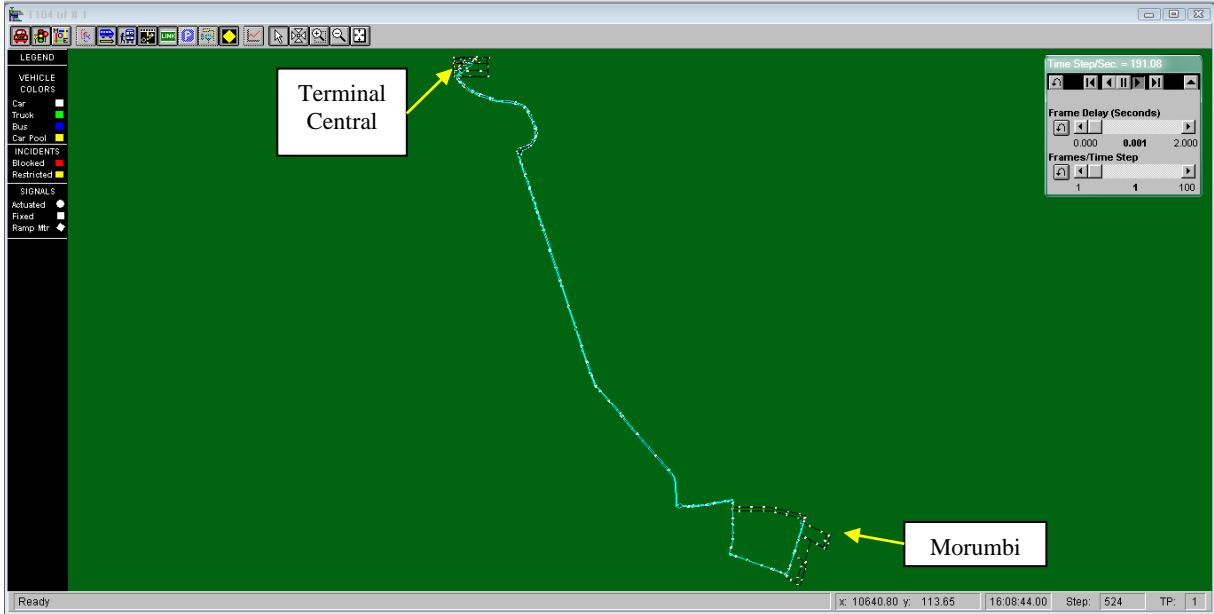 T104.trf # 1
LINK
LEGEND
VEHICLE
COLORS
Car
Truck
Bus
Car Pool
INCIDENTS
Blocked
Restricted
SIGNALS
Actuated
Fixed
Ramp Mtr
Terminal
Central
Time Step/Sec. = 191.08
Frame Delay (Seconds)
0.000 0.001 2.000
Frames/Time Step
1 1 100
Morumbi
Ready x: 10640.80 y: 113.65 16:08:44.00 Step: 524 TP: 1